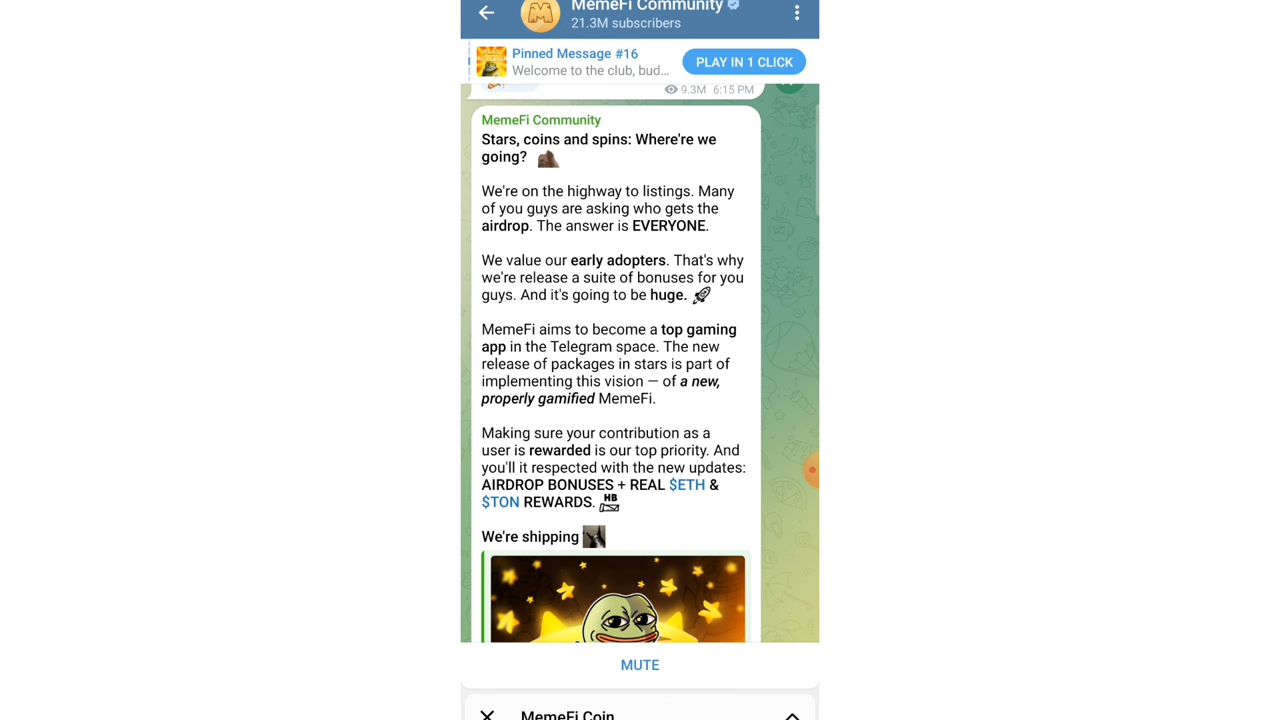 MemeFi Community
21.3M subscribers
Pinned Message #16
Welcome to the club, bud...
PLAY IN 1 CLICK
9.3M 6:15 PM
MemeFi Community
Stars, coins and spins: Where're we
going?
We're on the highway to listings. Many
of you guys are asking who gets the
airdrop. The answer is EVERYONE.
We value our early adopters. That's why
we're release a suite of bonuses for you
guys. And it's going to be huge.
MemeFi aims to become a top gaming
app in the Telegram space. The new
release of packages in stars is part of
implementing this vision — of a new,
properly gamified MemeFi.
Making sure your contribution as a
user is rewarded is our top priority. And
you'll it respected with the new updates:
AIRDROP BONUSES + REAL $ETH &
$TON REWARDS. HB
We're shipping
MUTE
MemeFi Coin